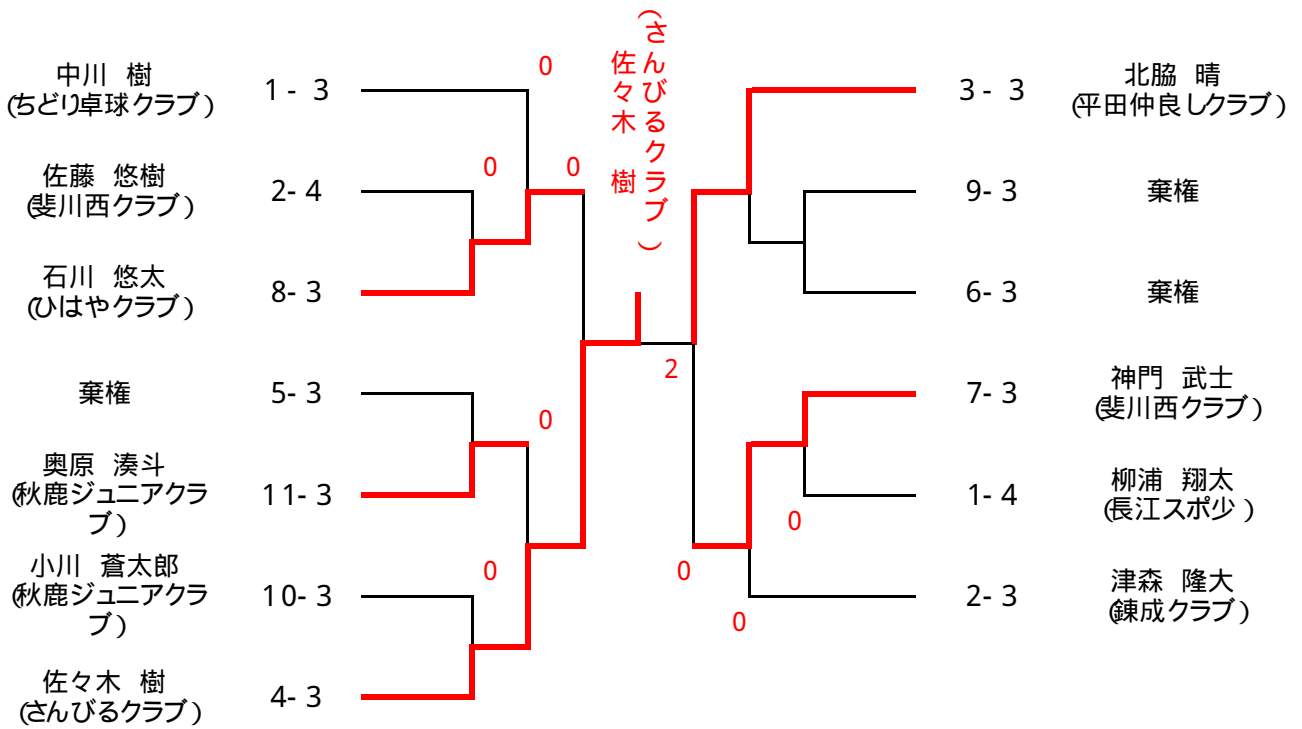 中川 樹
(ちどり卓球クラブ)
1- 3
佐藤 悠樹
(斐川西クラブ)
2- 4
石川 悠太
(ひはやクラブ)
8- 3
棄権
5- 3
奥原 湊斗
(秋鹿ジュニアクラ
ブ)
11- 3
小川 蒼太郎
(秋鹿ジュニアクラ
ブ)
10- 3
佐々木 樹
(さんびるクラブ)
4- 3
0
0
0
0
0
佐々木 樹
(さんびるクラブ)
2
0
0
0
3- 3
北脇 晴
(平田仲良しクラブ)
9- 3
棄権
6- 3
棄権
7- 3
神門 武士
(斐川西クラブ)
1- 4
柳浦 翔太
(長江スポ少)
2- 3
津森 隆大
(錬成クラブ)